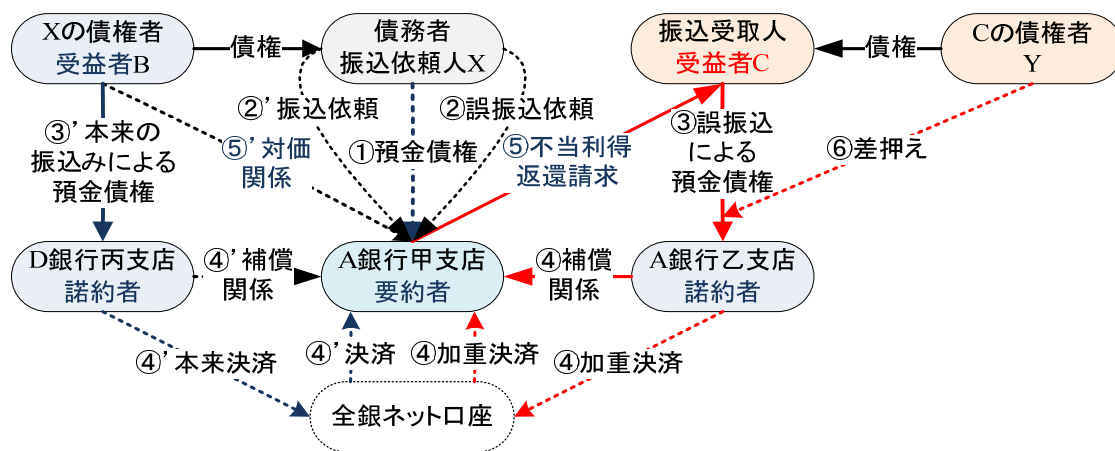 Xの債権者
受益者B
債権
債務者
振込依頼人X
振込受取人
受益者C
債権
Cの債権者
Y
②'振込依頼
②誤振込依頼
③'本来の
振込みによる
預金債権
⑤'対価
関係
①預金債権
⑤不当利得
返還請求
③誤振込
による
預金債権
⑥差押え
D銀行丙支店
諾約者
④'補償
関係
A銀行甲支店
要約者
④補償
関係
A銀行乙支店
諾約者
④'本来決済
④'決済
④加重決済
④加重決済
全銀ネット口座